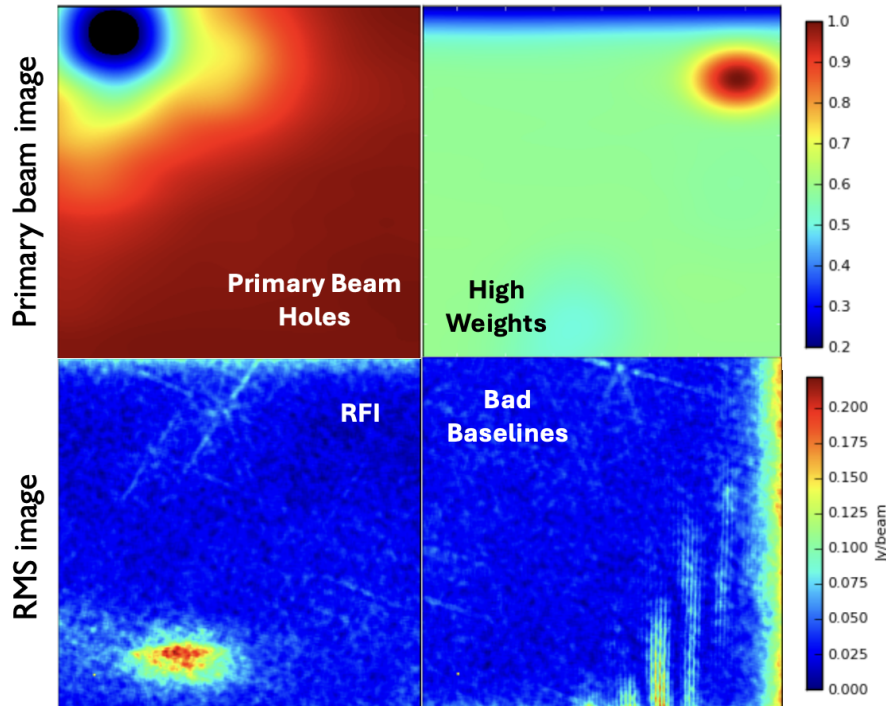 Primary beam image
Primary Beam
Holes
High
Weights
1.0
0.9
0.8
0.7
0.6
0.5
0.4
0.3
0.2
RMS image
RFI
Bad
Baselines
0.200
0.175
0.150
0.125
0.100
0.075
0.050
0.025
0.000
Jy/beam